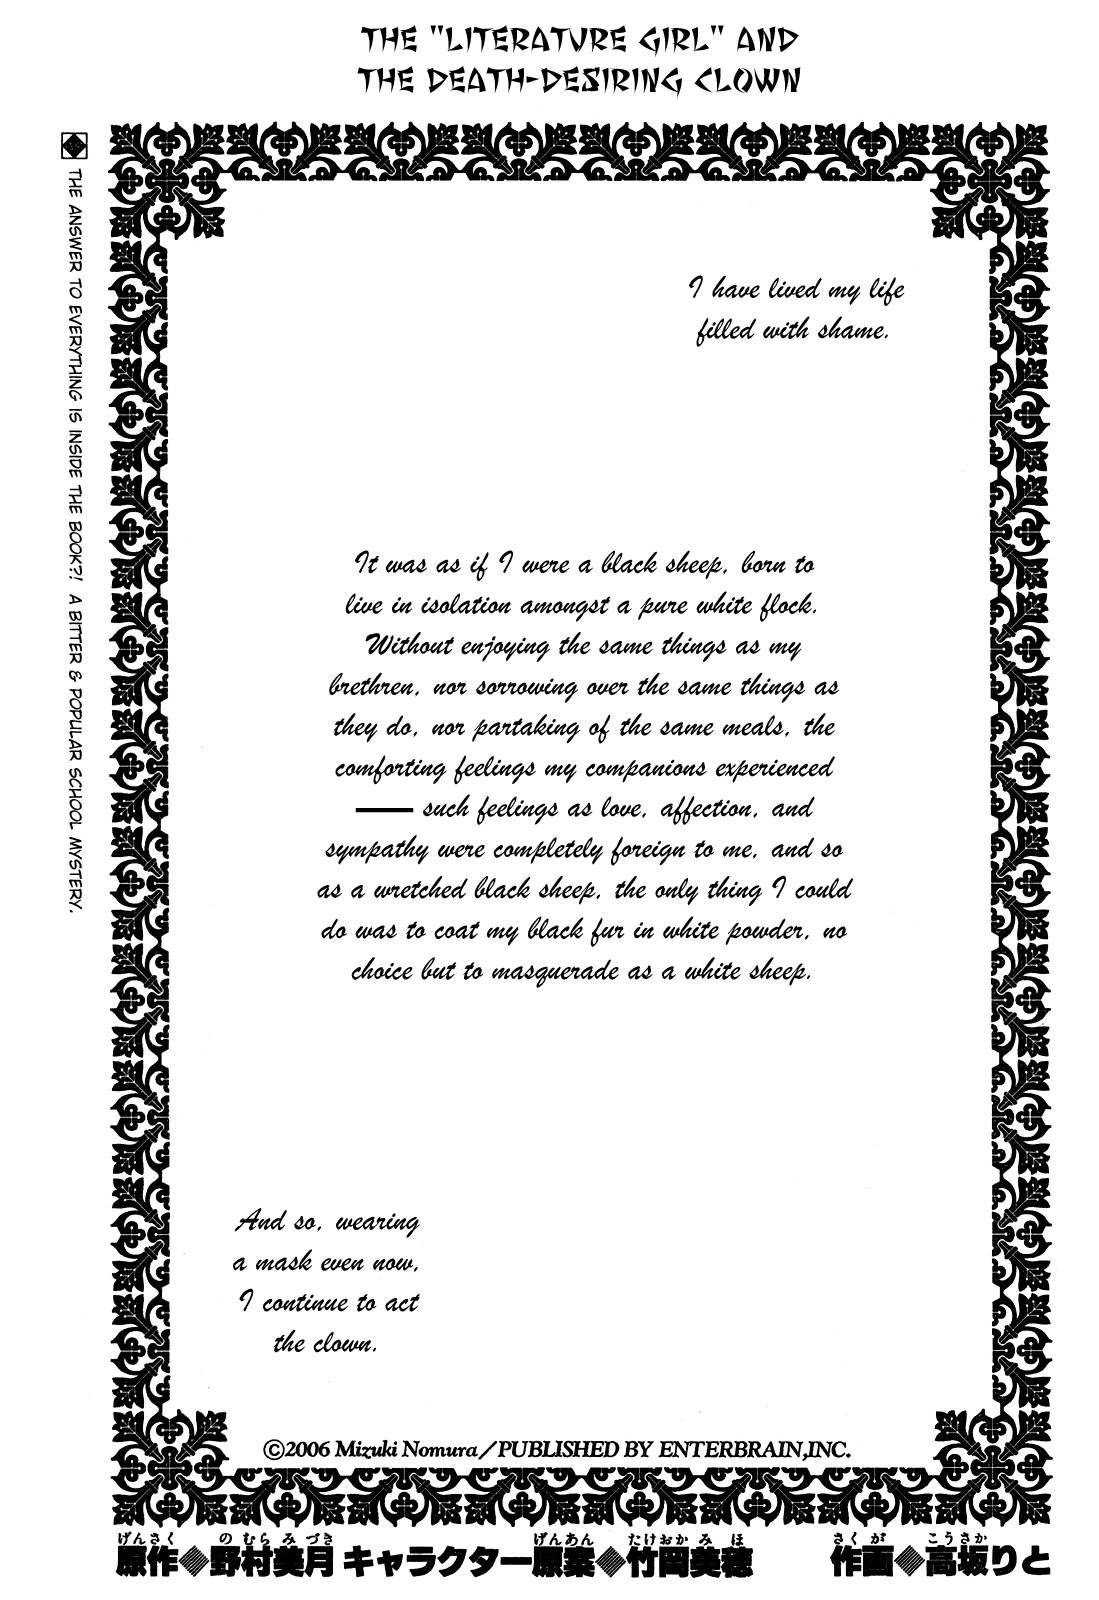 THE "LITERATURE GIRL" AND
THE DEATH-DESIRING CLOWN
THE ANSWER TO EVERYTHING IS INSIDE THE BOOK?! A BITTER & POPULAR SCHOOL MYSTERY.
I have lived my life
filled with shame.
It was as if I were a black sheep, born to
live in isolation amongst a pure white flock.
Without enjoying the same things as my
brethren, nor sorrowing over the same things as
they do, nor partaking of the same meals, the
comforting feelings my companions experienced
— such feelings as love, affection, and
sympathy were completely foreign to me, and so
as a wretched black sheep, the only thing I could
do was to coat my black fur in white powder, no
choice but to masquerade as a white sheep.
And so, wearing
a mask even now,
I continue to act
the clown.
©2006 Mizuki Nomura/PUBLISHED BY ENTERBRAIN,INC.
げんさく のむらみづき げんあん たけおかみほ さくが こうさか
原作◆野村美月 キャラクター原案◆竹岡美穂 作画◆高坂りと